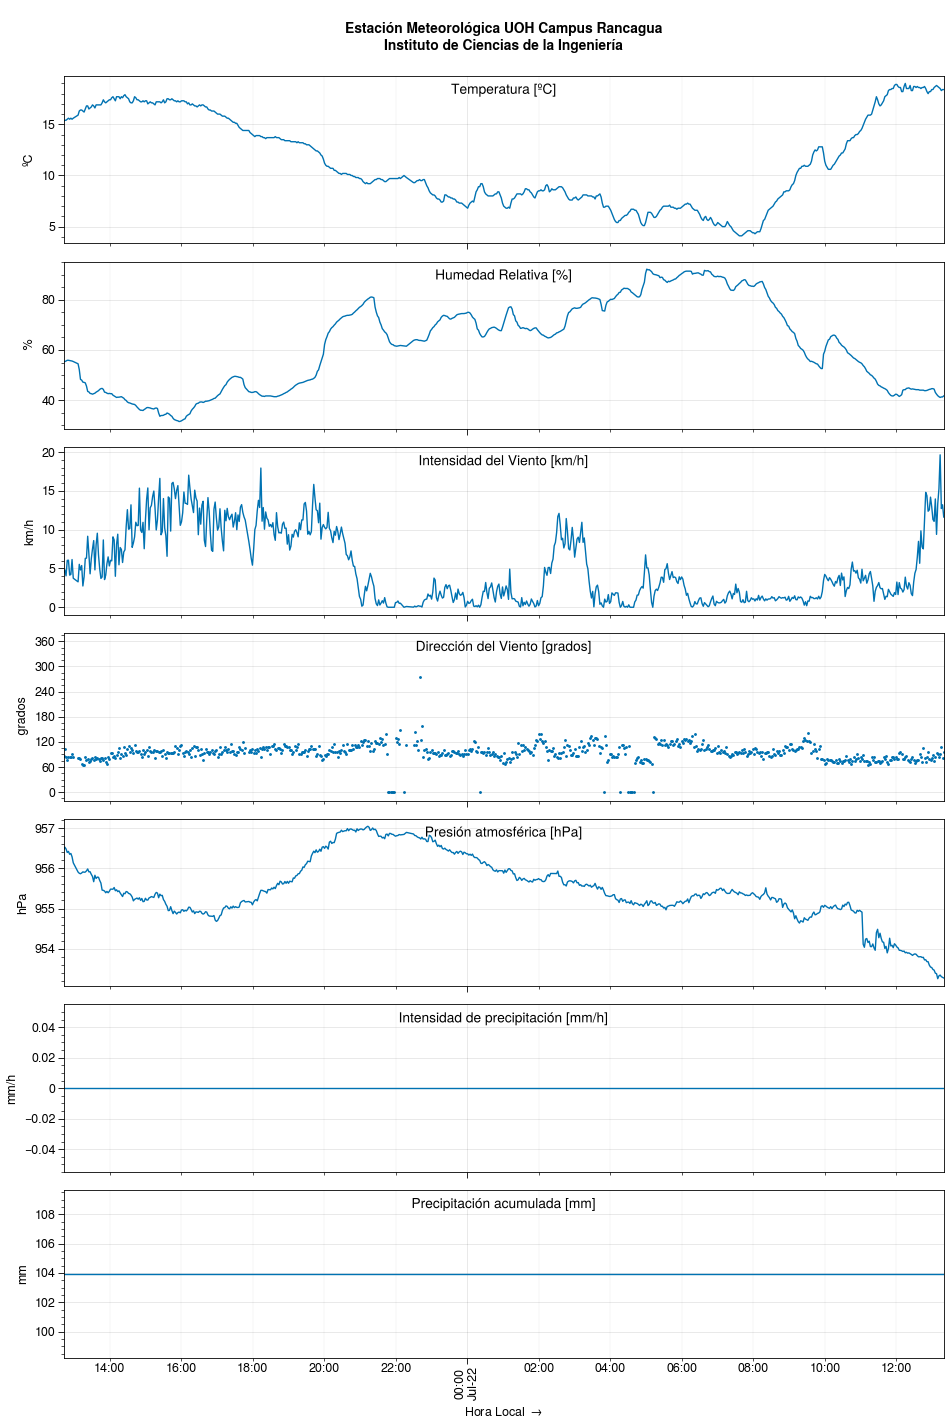 Estación Meteorológica UOH Campus Rancagua
Instituto de Ciencias de la Ingeniería
Temperatura [ºC]
ºC
15
10
5
Humedad Relativa [%]
%
80
60
40
Intensidad del Viento [km/h]
km/h
20
15
10
5
0
Dirección del Viento [grados]
grados
360
300
240
180
120
60
0
Presión atmosférica [hPa]
hPa
957
956
955
954
Intensidad de precipitación [mm/h]
mm/h
0.04
0.02
0
−0.02
−0.04
Precipitación acumulada [mm]
mm
108
106
104
102
100
14:00 16:00 18:00 20:00 22:00 00:00 02:00 04:00 06:00 08:00 10:00 12:00
Jul-22
Hora Local →